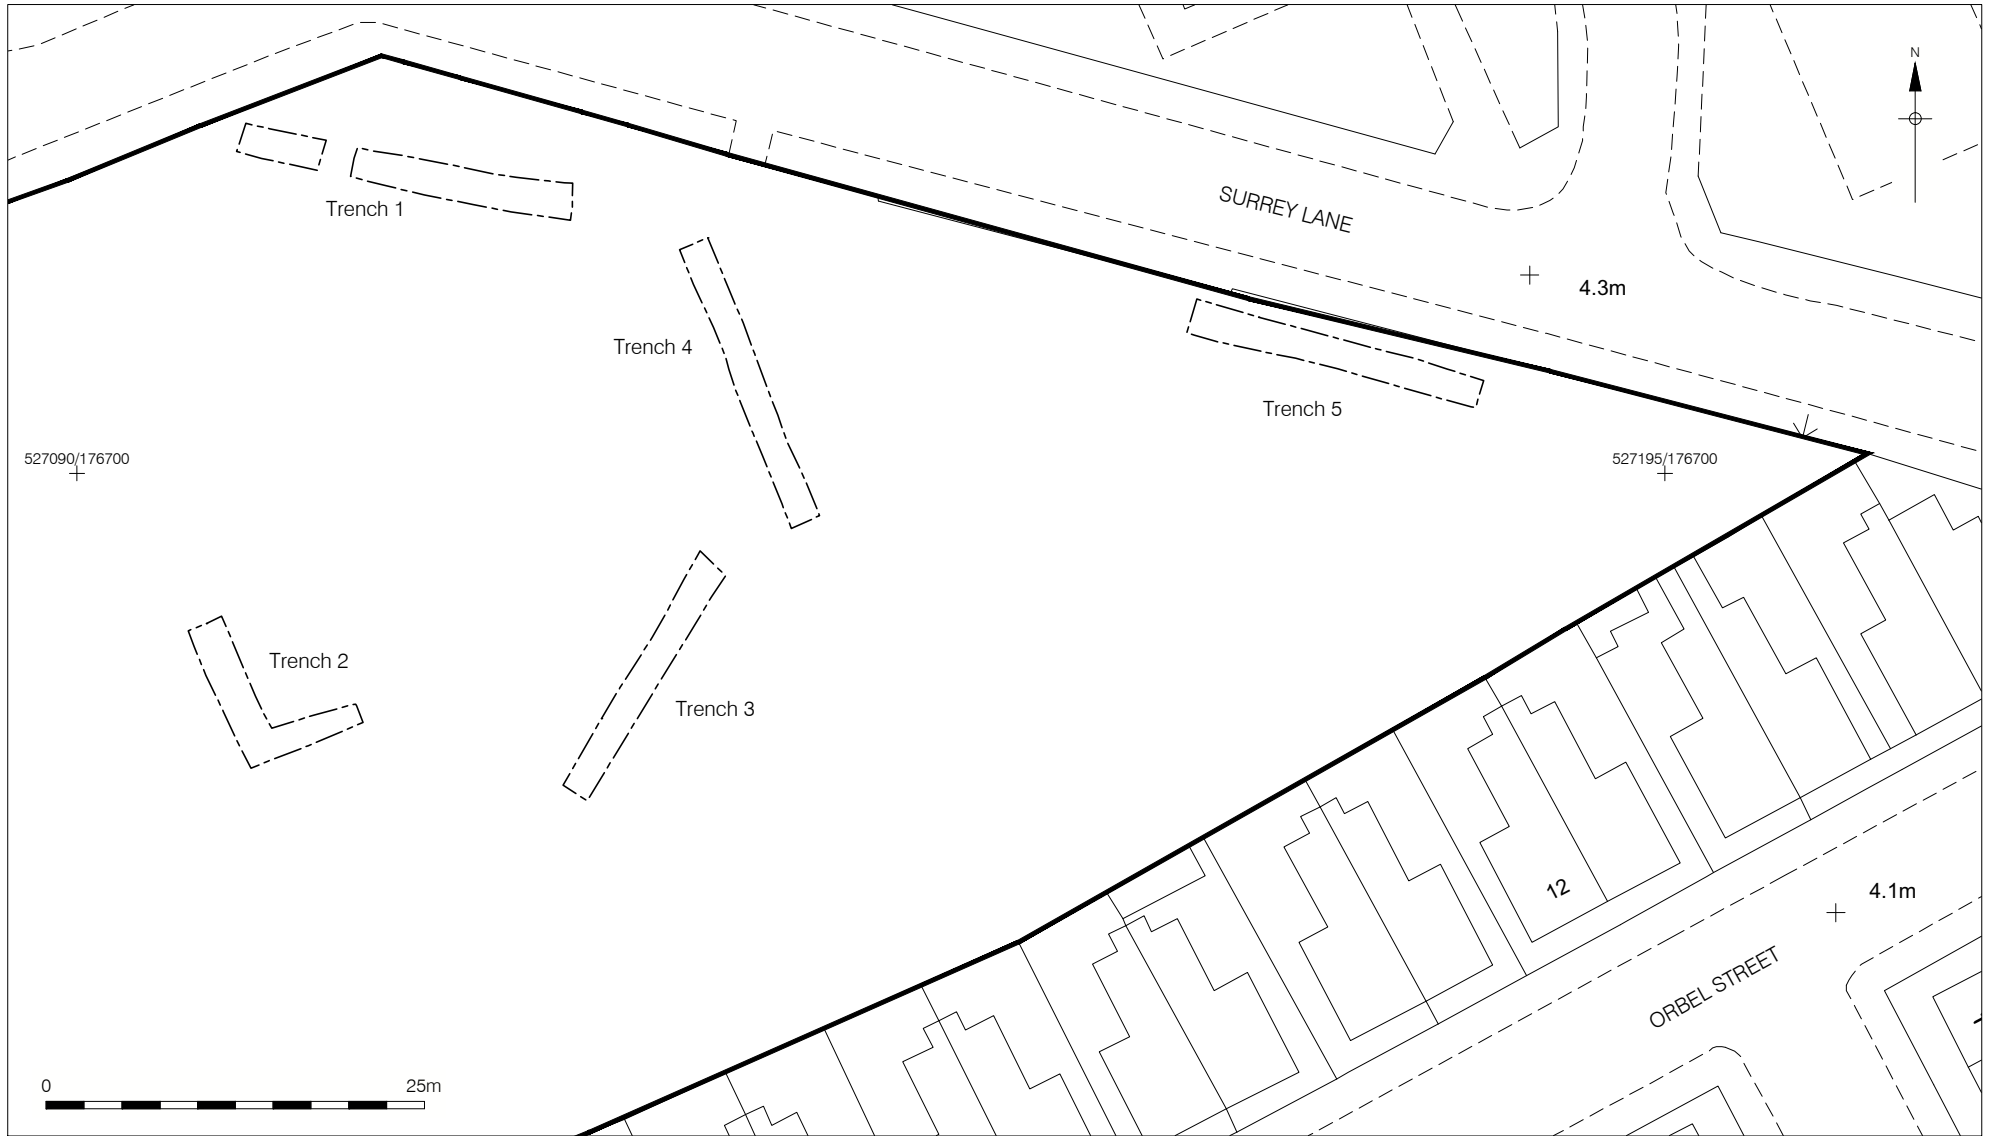 N
Trench 1
SURREY LANE
4.3m
Trench 4
Trench 5
527090/176700
527195/176700
Trench 2
Trench 3
12
4.1m
ORBEL STREET
0
25m